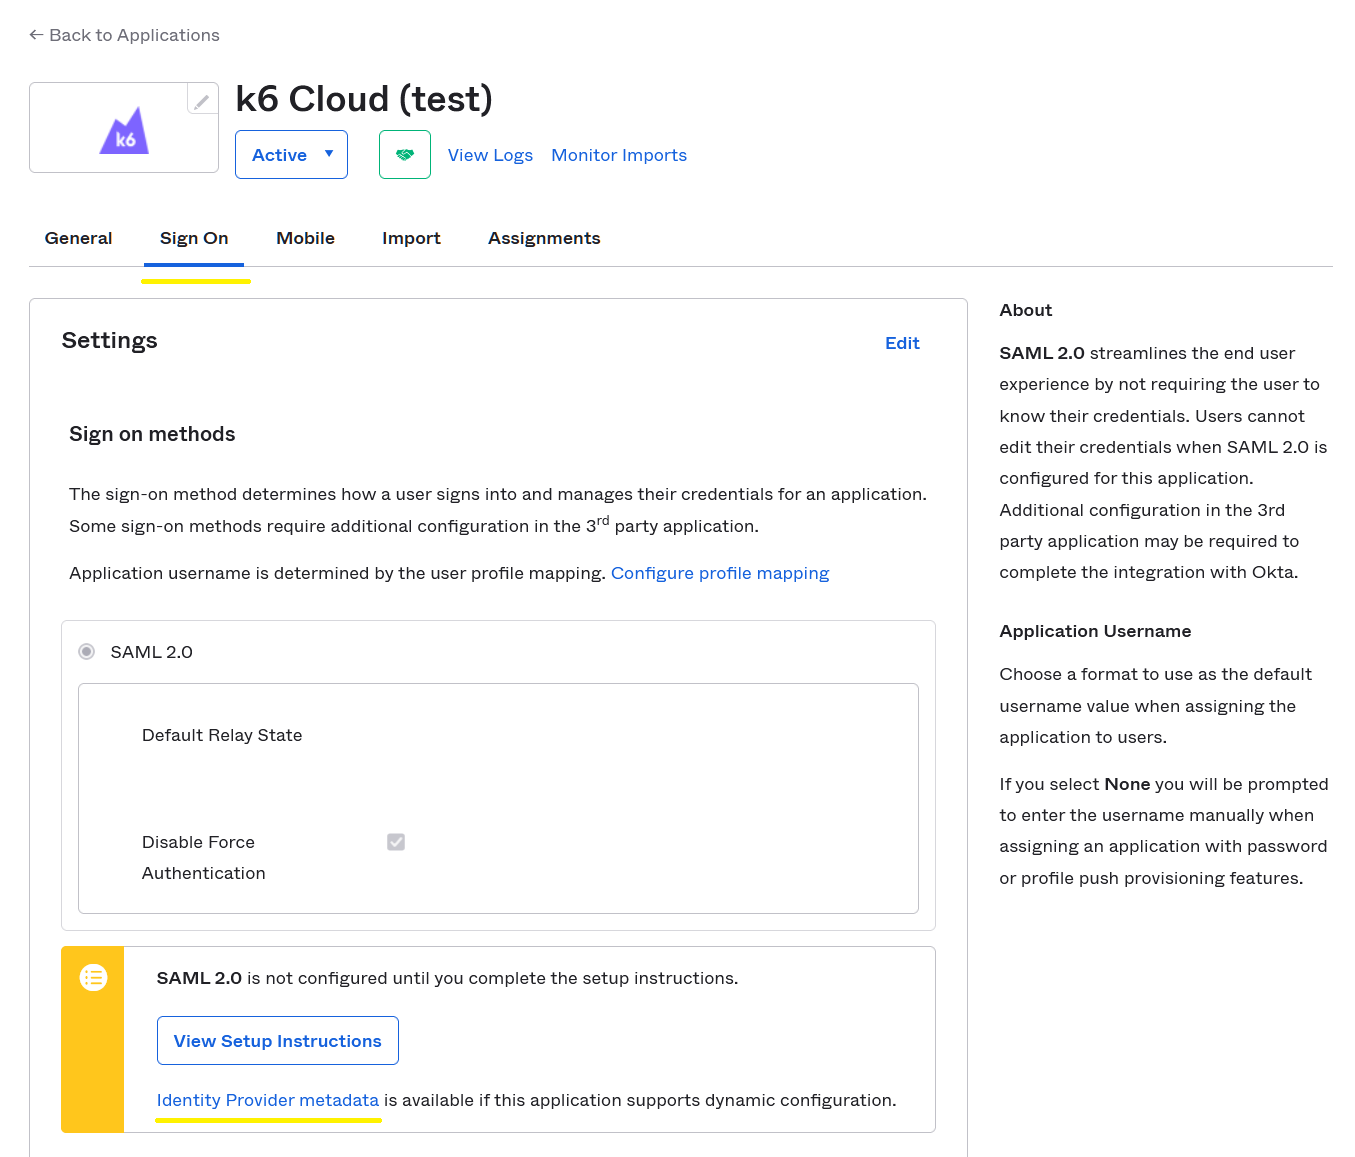 ← Back to Applications
k6
k6 Cloud (test)
Active
View Logs
Monitor Imports
General
Sign On
Mobile
Import
Assignments
Settings
Edit
Sign on methods
The sign-on method determines how a user signs into and manages their credentials for an application.
Some sign-on methods require additional configuration in the 3rd party application.
Application username is determined by the user profile mapping. Configure profile mapping
SAML 2.0
Default Relay State
Disable Force
Authentication
SAML 2.0 is not configured until you complete the setup instructions.
View Setup Instructions
Identity Provider metadata is available if this application supports dynamic configuration.
About
SAML 2.0 streamlines the end user
experience by not requiring the user to
know their credentials. Users cannot
edit their credentials when SAML 2.0 is
configured for this application.
Additional configuration in the 3rd
party application may be required to
complete the integration with Okta.
Application Username
Choose a format to use as the default
username value when assigning the
application to users.
If you select None you will be prompted
to enter the username manually when
assigning an application with password
or profile push provisioning features.